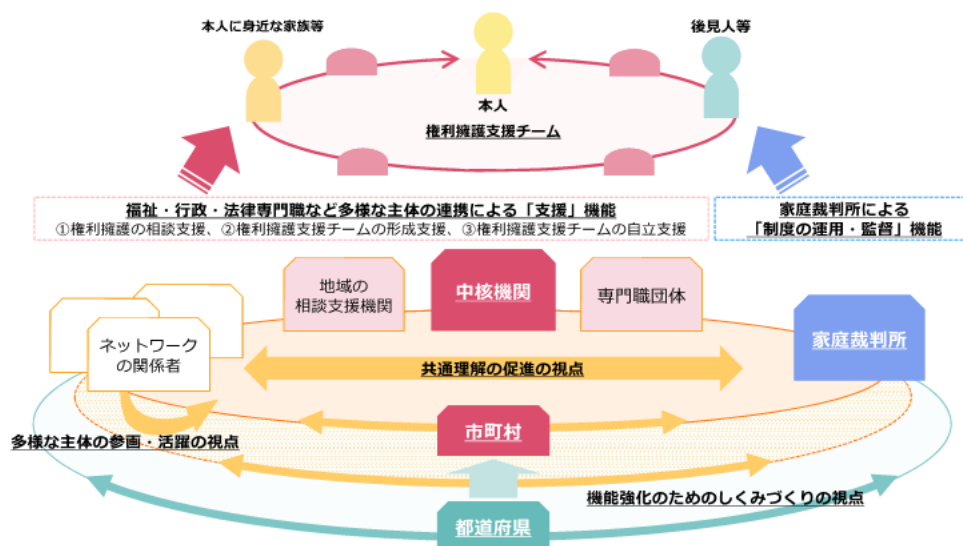 本人に身近な家族等
後見人等
本人
権利擁護支援チーム
福祉・行政・法律専門職など多様な主体の連携による「支援」機能
①権利擁護の相談支援、②権利擁護支援チームの形成支援、③権利擁護支援チームの自立支援
家庭裁判所による
「制度の運用・監督」機能
地域の
相談支援機関
中核機関
専門職団体
ネットワーク
の関係者
家庭裁判所
共通理解の促進の視点
多様な主体の参画・活躍の視点
市町村
機能強化のためのしくみづくりの視点
都道府県